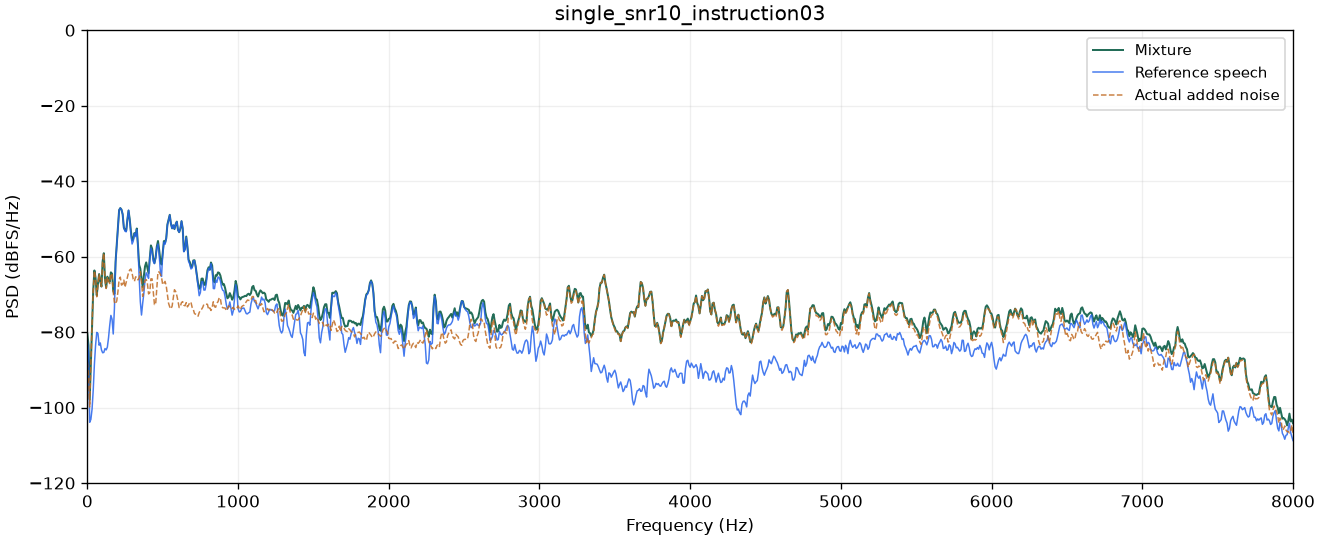 single_snr10_instruction03
PSD (dBFS/Hz)
0
−20
−40
−60
−80
−100
−120
Mixture
Reference speech
Actual added noise
0 1000 2000 3000 4000 5000 6000 7000 8000
Frequency (Hz)